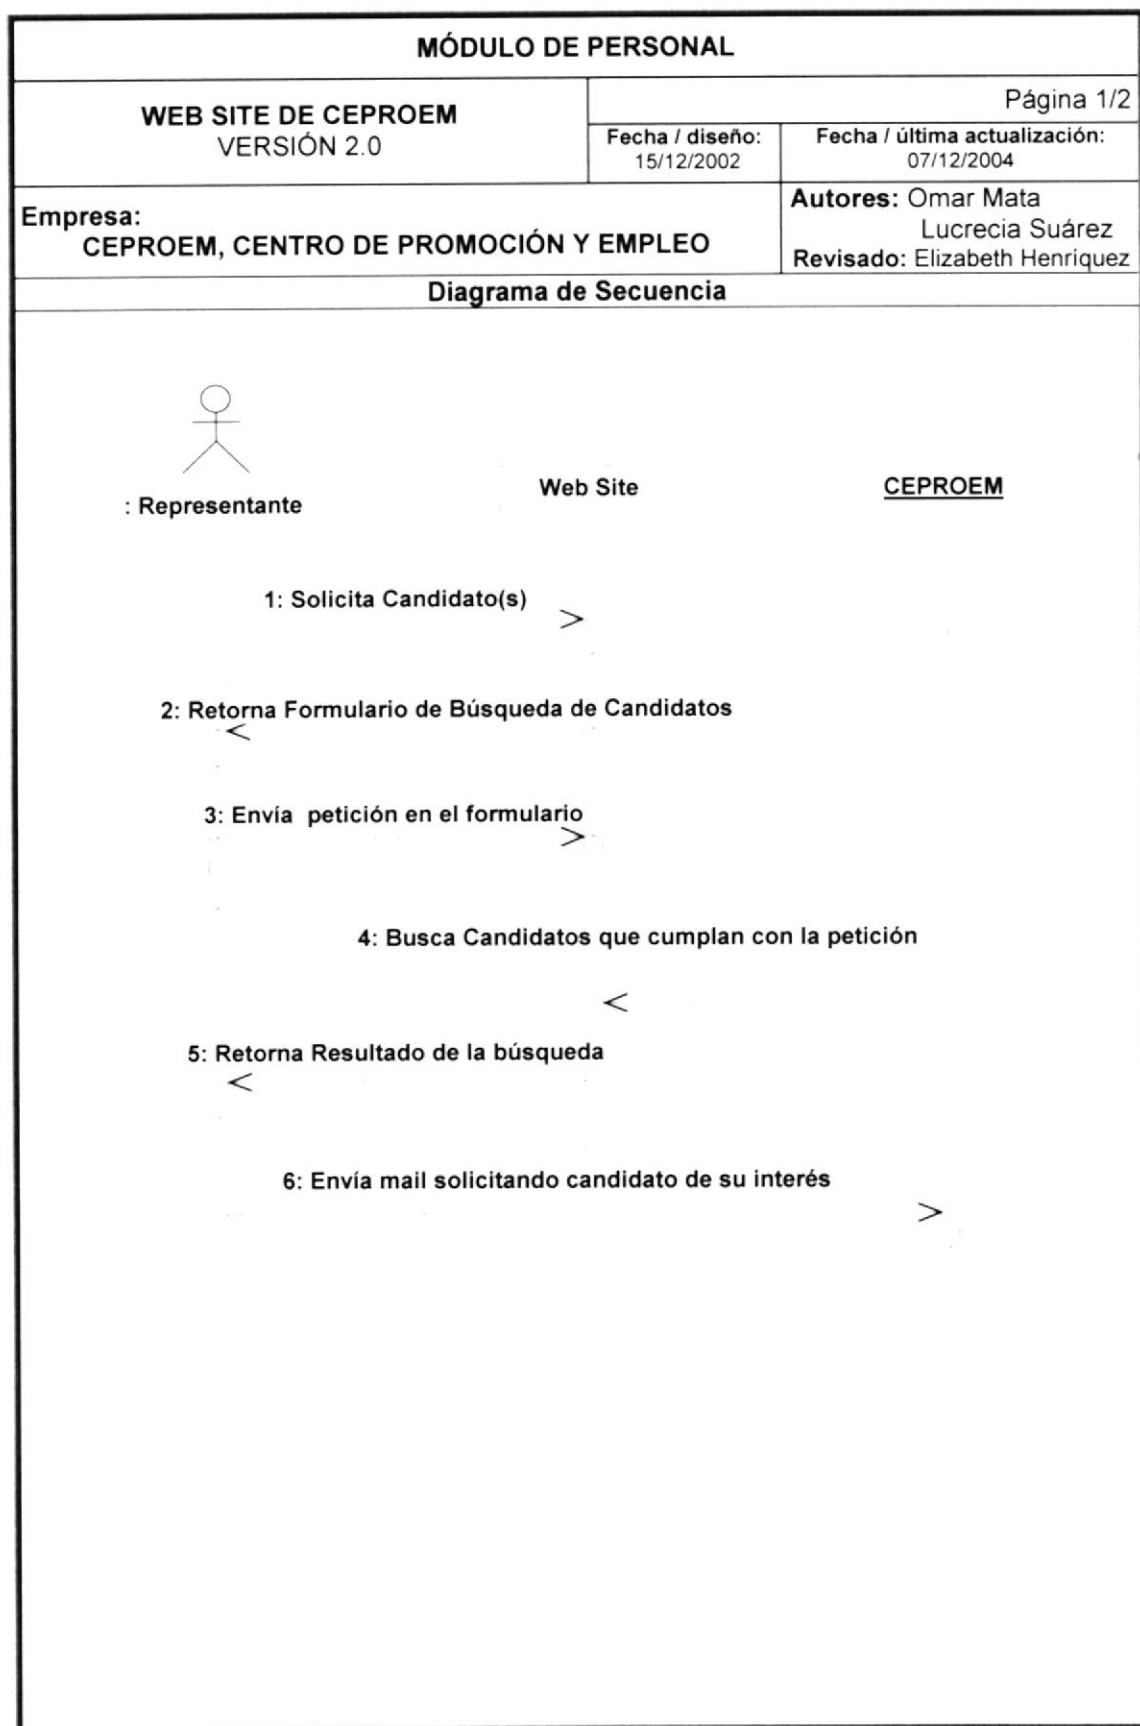 MÓDULO DE PERSONAL
WEB SITE DE CEPROEM
VERSIÓN 2.0
Página 1/2
Fecha / diseño:
15/12/2002
Fecha / última actualización:
07/12/2004
Empresa:
CEPROEM, CENTRO DE PROMOCIÓN Y EMPLEO
Autores: Omar Mata
Lucrecia Suárez
Revisado: Elizabeth Henríquez
Diagrama de Secuencia
: Representante
Web Site
CEPROEM
1: Solicita Candidato(s)
2: Retorna Formulario de Búsqueda de Candidatos
3: Envía petición en el formulario
4: Busca Candidatos que cumplan con la petición
5: Retorna Resultado de la búsqueda
6: Envía mail solicitando candidato de su interés